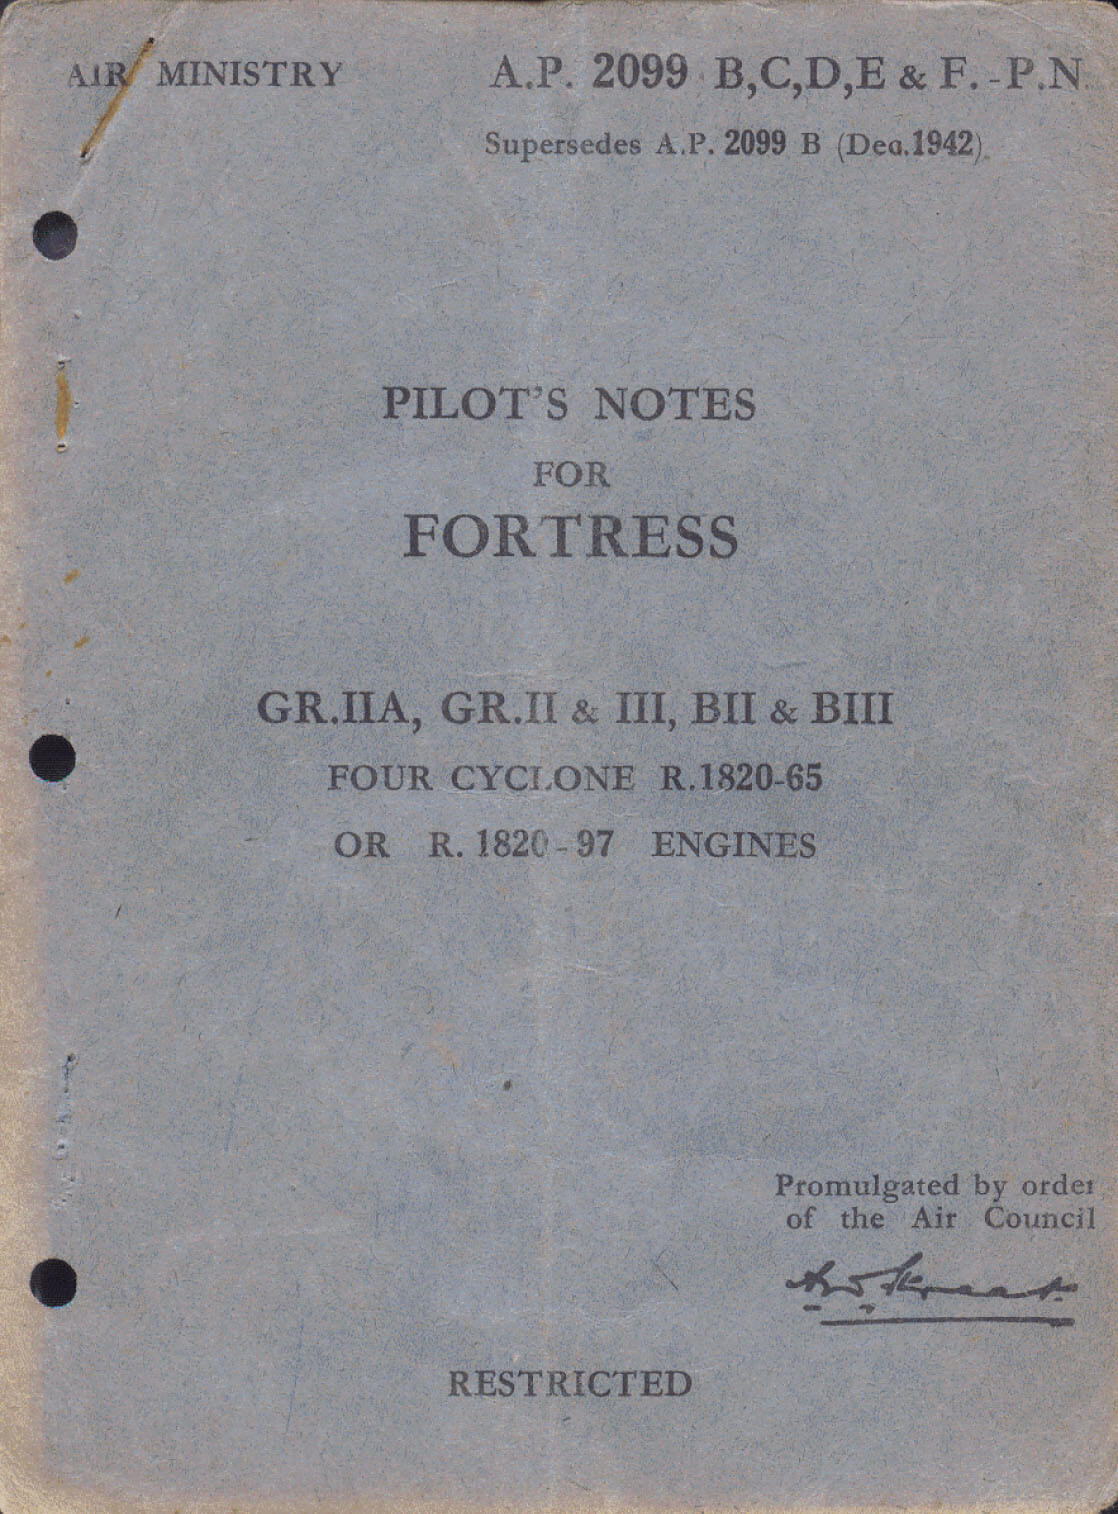 AIR MINISTRY
A.P. 2099 B,C,D,E & F.-P.N.
Supersedes A.P. 2099 B (Dec.1942).
PILOT'S NOTES
FOR
FORTRESS
GR.IIA, GR.II & III, BII & BIII
FOUR CYCLONE R.1820-65
OR R. 1820-97 ENGINES
Promulgated by order
of the Air Council
RESTRICTED